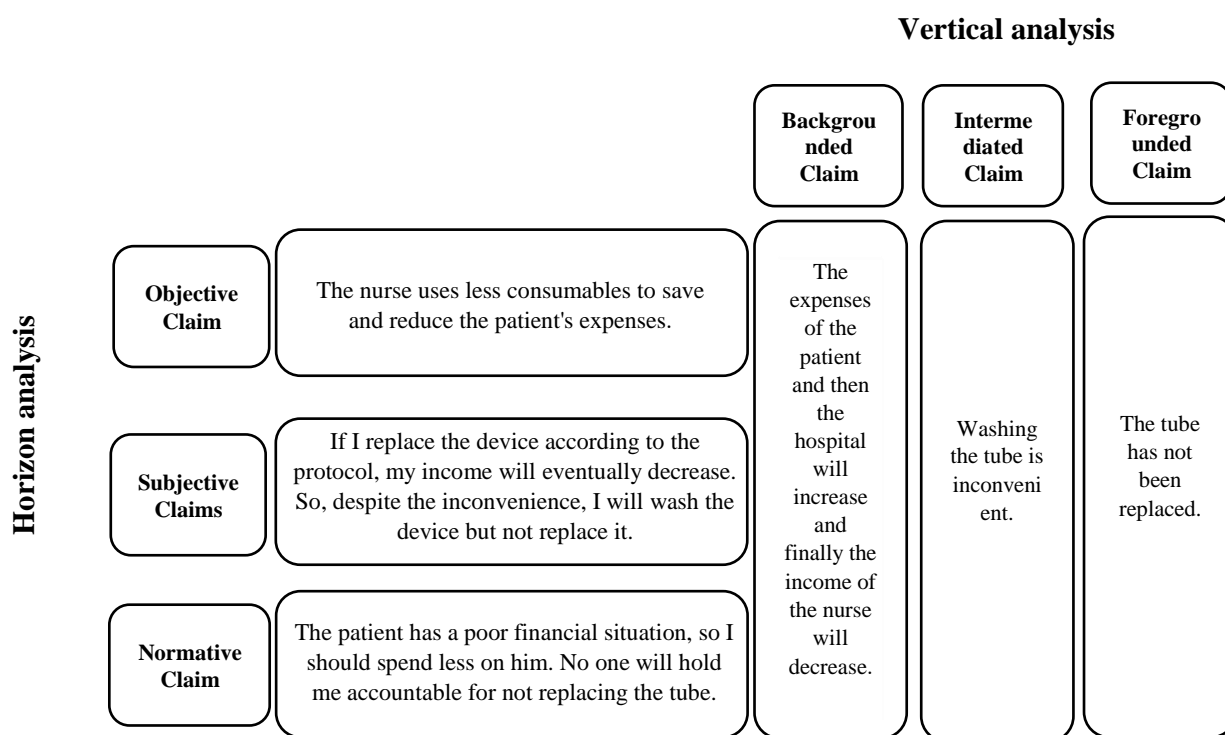 Vertical analysis
Backgrou
nded
Claim
Interme
diated
Claim
Foregro
unded
Claim
Horizon analysis
Objective
Claim
The nurse uses less consumables to save
and reduce the patient's expenses.
Subjective
Claims
If I replace the device according to the
protocol, my income will eventually decrease.
So, despite the inconvenience, I will wash the
device but not replace it.
Normative
Claim
The patient has a poor financial situation, so I
should spend less on him. No one will hold
me accountable for not replacing the tube.
The
expenses
of the
patient
and then
the
hospital
will
increase
and
finally the
income of
the nurse
will
decrease.
Washing
the tube is
inconveni
ent.
The tube
has not
been
replaced.